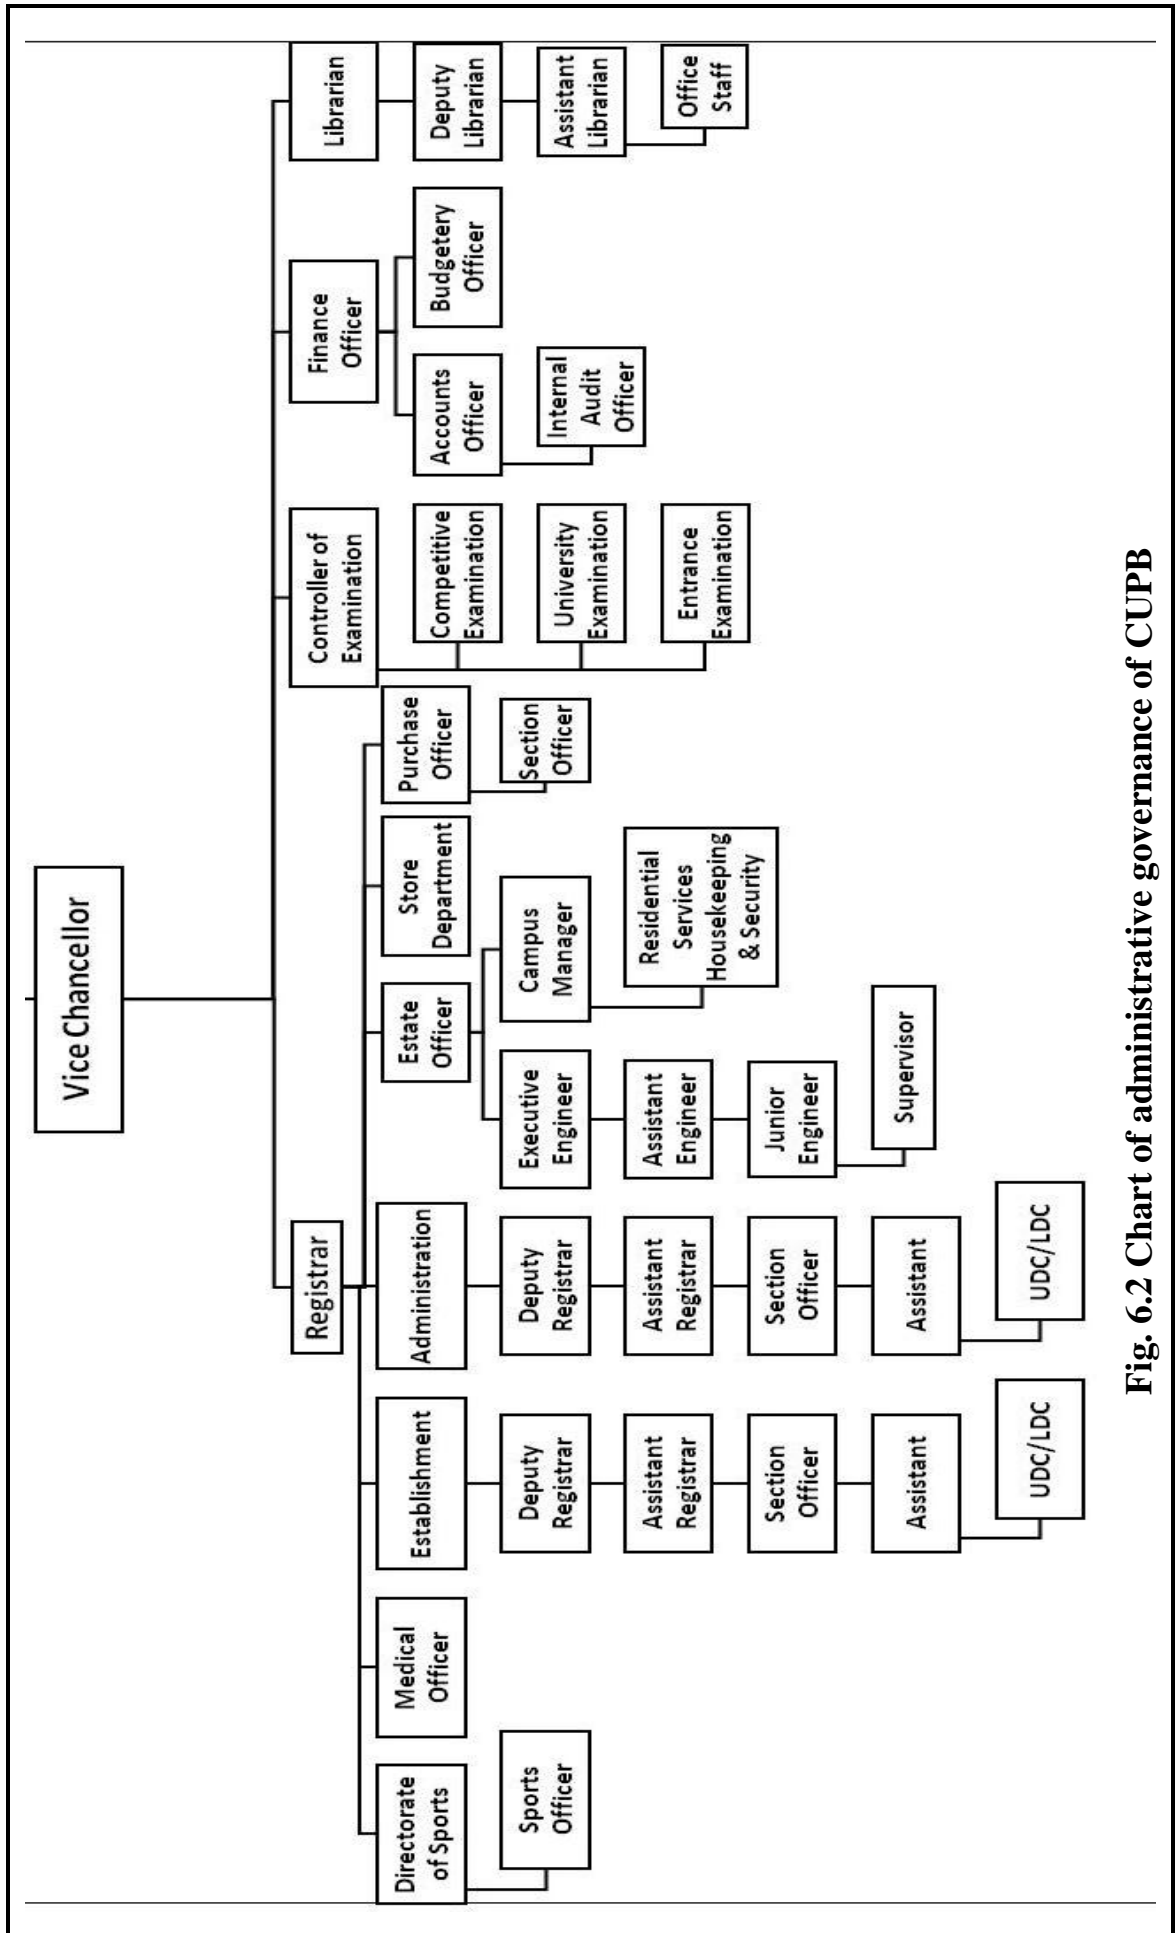 Vice Chancellor
Registrar
Controller of
Examination
Finance
Officer
Librarian
Directorate
of Sports
Medical
Officer
Establishment
Administration
Estate
Officer
Store
Department
Purchase
Officer
Competitive
Examination
Accounts
Officer
Budgetery
Officer
Deputy
Librarian
Sports
Officer
Deputy
Registrar
Deputy
Registrar
Executive
Engineer
Campus
Manager
Section
Officer
University
Examination
Internal
Audit
Officer
Assistant
Librarian
Assistant
Registrar
Assistant
Registrar
Assistant
Engineer
Residential
Services
Housekeeping
& Security
Entrance
Examination
Office
Staff
Section
Officer
Section
Officer
Junior
Engineer
Assistant
Assistant
Supervisor
UDC/LDC
UDC/LDC
Fig. 6.2 Chart of administrative governance of CUPB